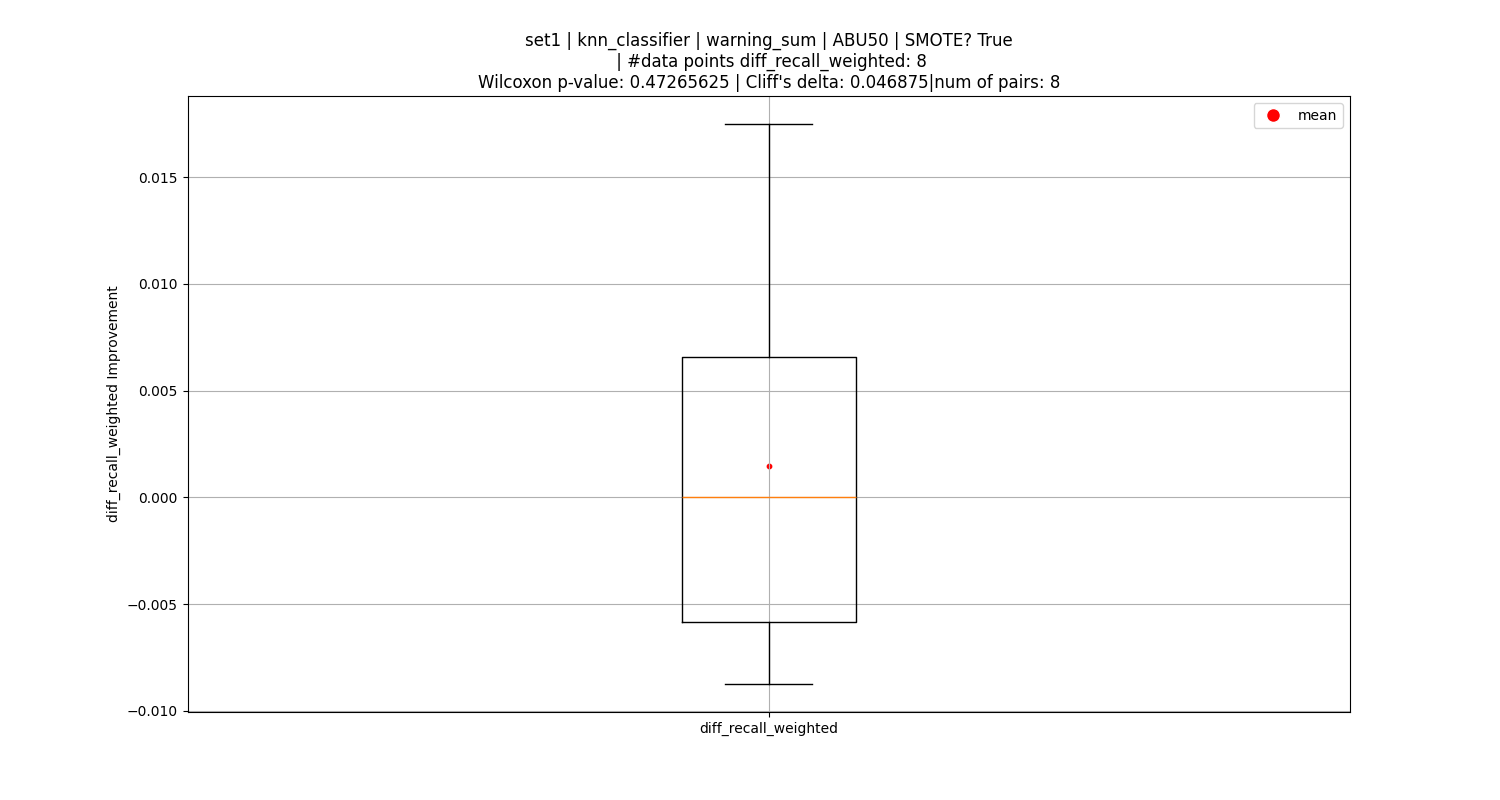 set1 | knn_classifier | warning_sum | ABU50 | SMOTE? True
| #data points diff_recall_weighted: 8
Wilcoxon p-value: 0.47265625 | Cliff's delta: 0.046875|num of pairs: 8
mean
0.015
0.010
0.005
0.000
−0.005
−0.010
diff_recall_weighted Improvement
diff_recall_weighted